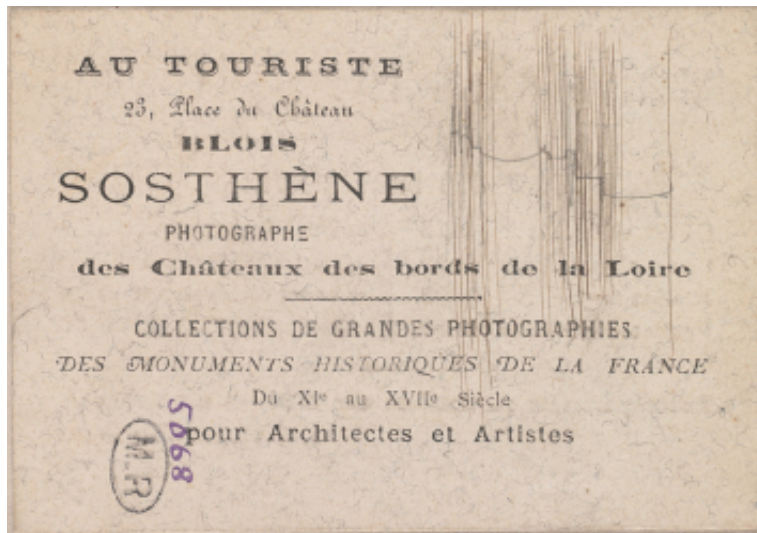 AU TOURISTE
23, Place du Château
BLOIS
SOSTHÈNE
PHOTOGRAPHE
des Châteaux des bords de la Loire
COLLECTIONS DE GRANDES PHOTOGRAPHIES
DES MONUMENTS HISTORIQUES DE LA FRANCE
Du XIe au XVIIe Siècle
pour Architectes et Artistes
5068
M.R